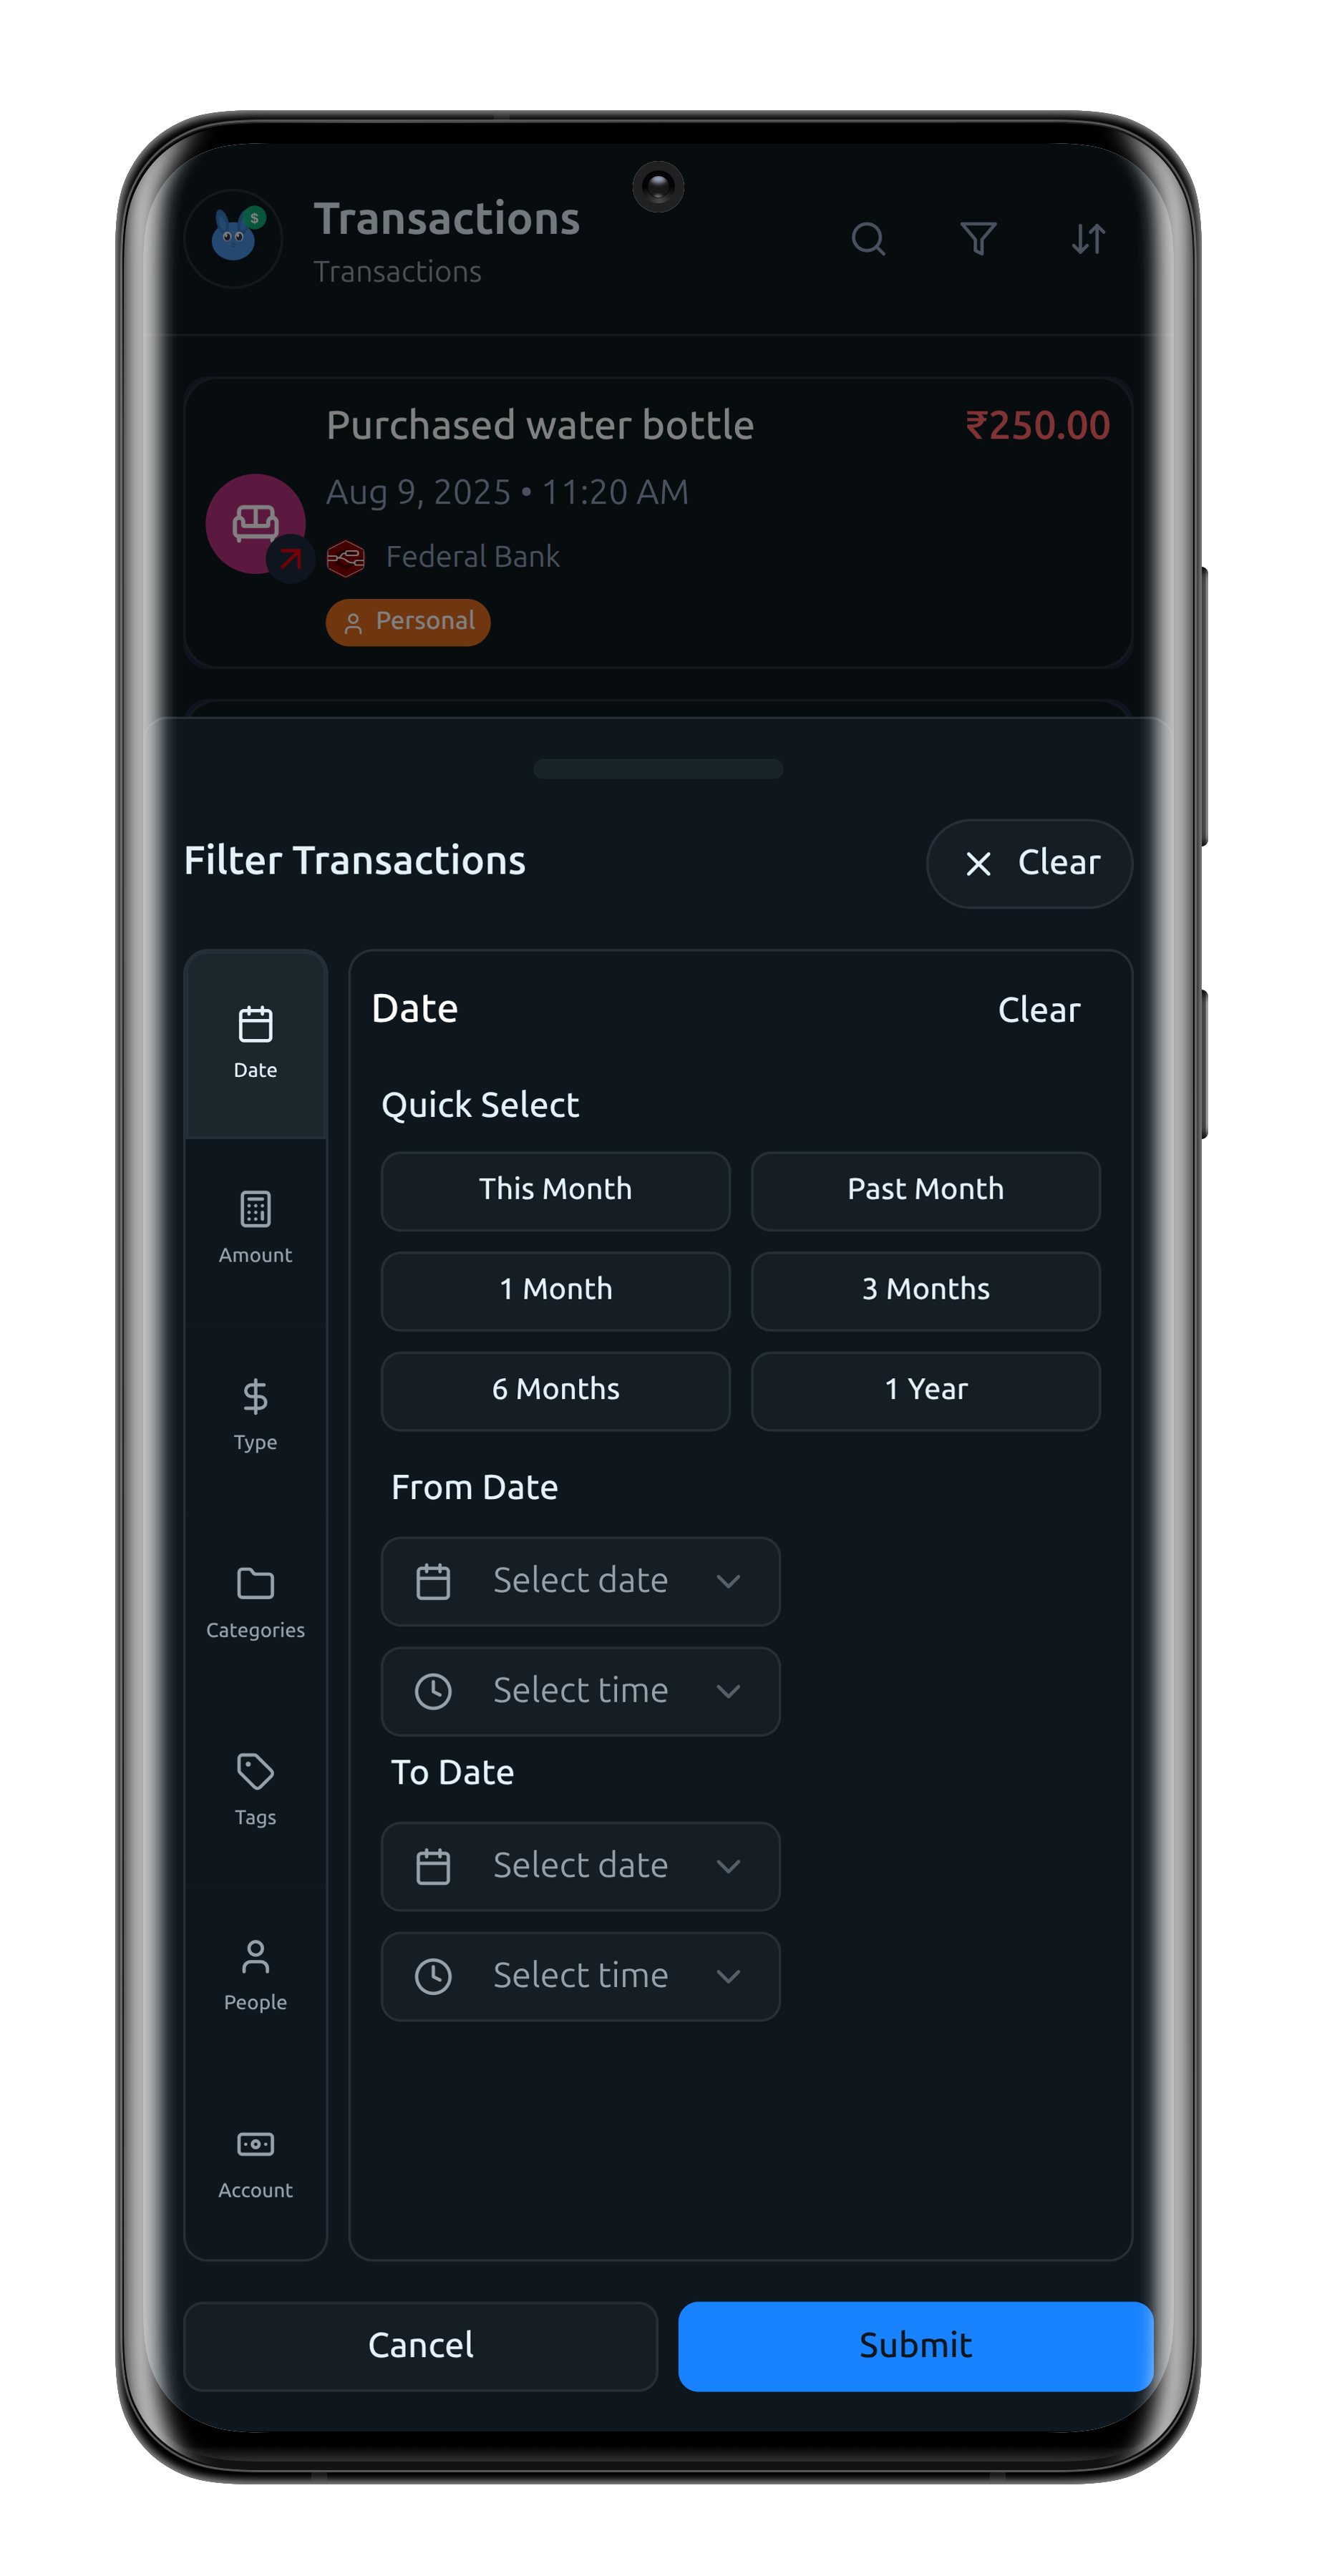 Transactions
Transactions
$
Purchased water bottle
₹250.00
Aug 9, 2025 • 11:20 AM
Federal Bank
Personal
Filter Transactions
Clear
Date
Amount
Type
Categories
Tags
People
Account
Date
Clear
Quick Select
This Month
Past Month
1 Month
3 Months
6 Months
1 Year
From Date
Select date
Select time
To Date
Select date
Select time
Cancel
Submit